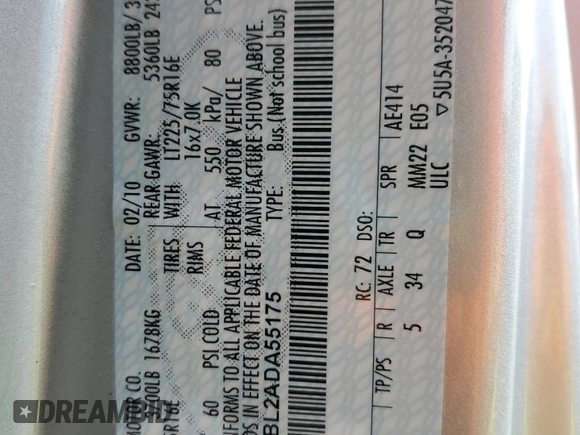 MOTOR CO. DATE: 02/10 GVWR: 8800LB/3
1678KG REAR GAWR: 5360LB 24
TIRES WITH LT225/75R16E
RIMS 16x7.0K
60 PSI COLD AT 550 kPa/ 80 PS
NFORMS TO ALL APPLICABLE FEDERAL MOTOR VEHICLE
DS IN EFFECT ON THE DATE OF MANUFACTURE SHOWN ABOVE.
BL2ADA55175 TYPE: Bus.(Not school bus)
RC: 72 DSO:
TP/PS R AXLE TR SPR AE414
5 34 Q MM22 E05
ULC ▽5U5A-352047
DREAMBID